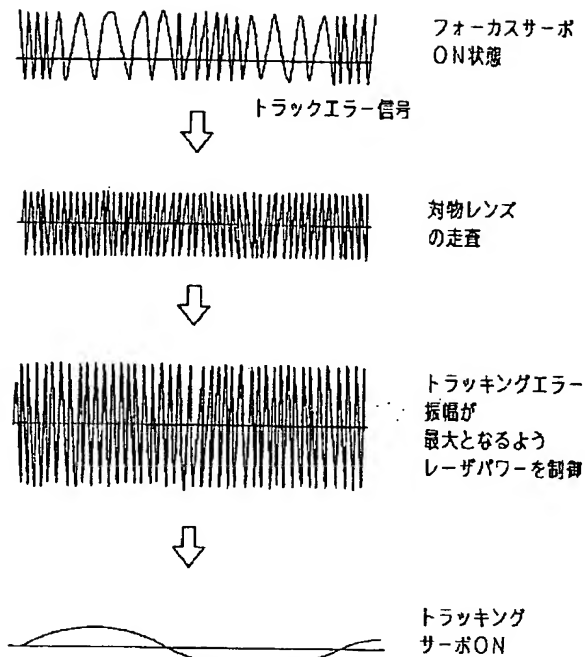 フォーカスサーボ
ON状態
トラックエラー信号
対物レンズ
の走査
トラッキングエラー
振幅が
最大となるよう
レーザパワーを制御
トラッキング
サーボON